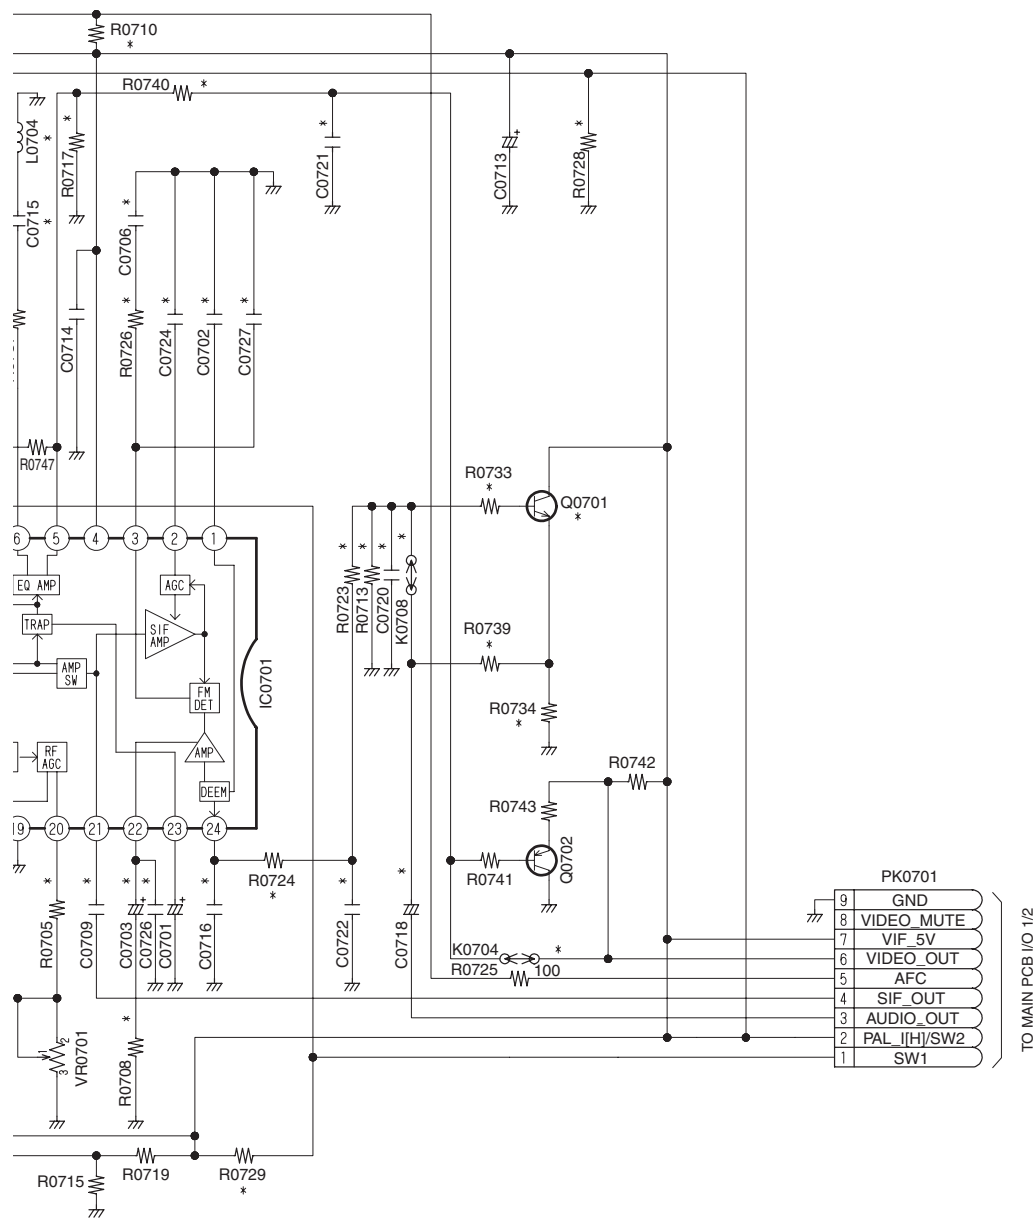 R0710
*
R0740
*
L0704
*
R0717
*
C0721
*
C0713
+
R0728
*
C0715
*
C0706
*
C0714
R0726
*
C0724
*
C0702
*
C0727
*
R0747
R0733
*
Q0701
*
6
5
4
3
2
1
EQ AMP
AGC
TRAP
SIF
AMP
AMP
SW
FM
DET
IC0701
RF
AGC
AMP
DEEM
R0723
*
R0713
*
C0720
*
K0708
*
R0739
*
R0734
*
R0742
R0743
19
20
21
22
23
24
R0724
*
R0741
Q0702
R0705
*
C0709
*
C0703
*
+
C0726
*
C0701
*
+
C0716
*
C0722
*
C0718
*
K0704
*
R0725
100
VR0701
1
2
3
R0708
*
R0715
R0719
R0729
*
PK0701
9 GND
8 VIDEO_MUTE
7 VIF_5V
6 VIDEO_OUT
5 AFC
4 SIF_OUT
3 AUDIO_OUT
2 PAL_I[H]/SW2
1 SW1
TO MAIN PCB I/O 1/2